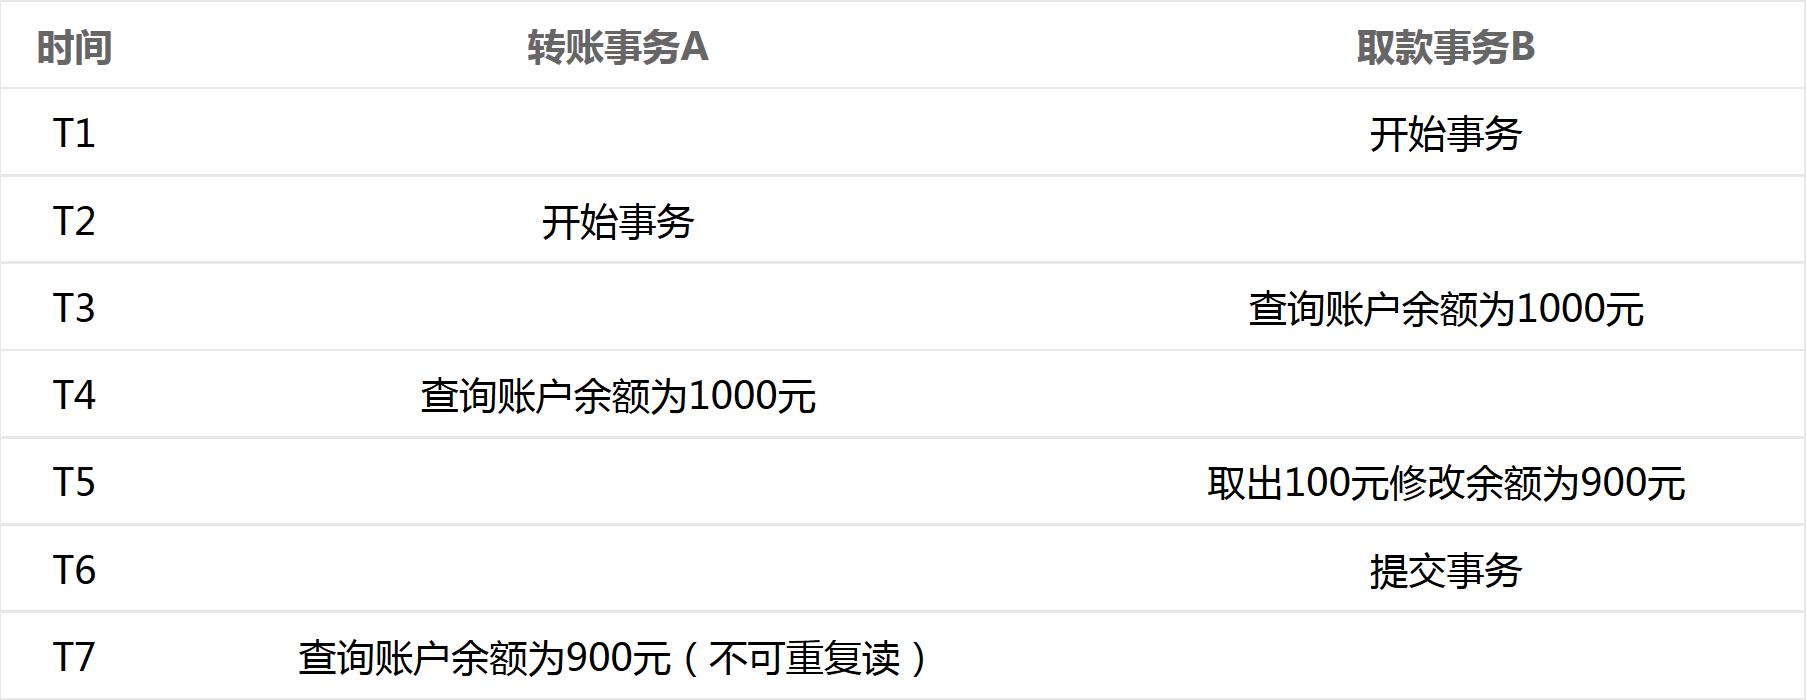 时间 转账事务A 取款事务B
T1 开始事务
T2 开始事务
T3 查询账户余额为1000元
T4 查询账户余额为1000元
T5 取出100元修改余额为900元
T6 提交事务
T7 查询账户余额为900元（不可重复读）